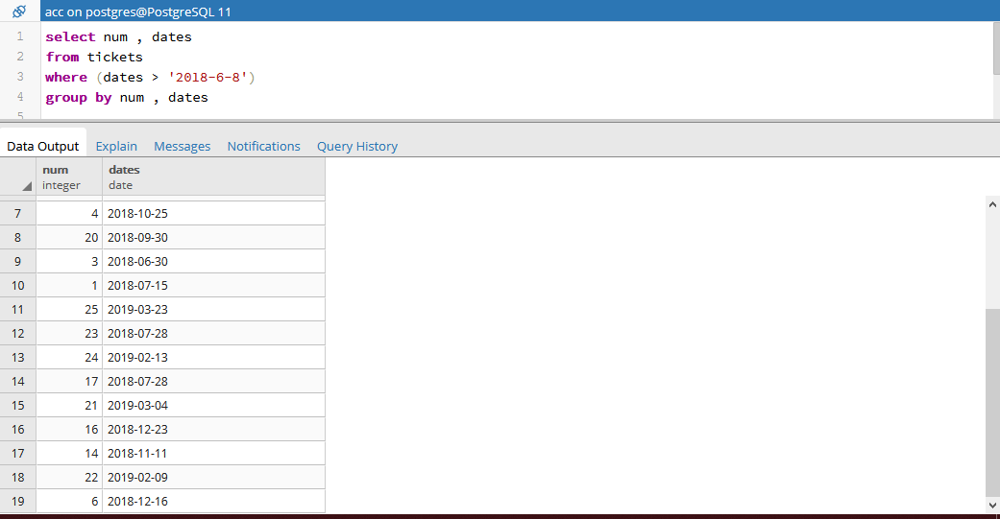 acc on postgres@PostgreSQL 11
1 select num , dates
2 from tickets
3 where (dates > '2018-6-8')
4 group by num , dates
5
Data Output Explain Messages Notifications Query History
num dates
integer date
7 4 2018-10-25
8 20 2018-09-30
9 3 2018-06-30
10 1 2018-07-15
11 25 2019-03-23
12 23 2018-07-28
13 24 2019-02-13
14 17 2018-07-28
15 21 2019-03-04
16 16 2018-12-23
17 14 2018-11-11
18 22 2019-02-09
19 6 2018-12-16